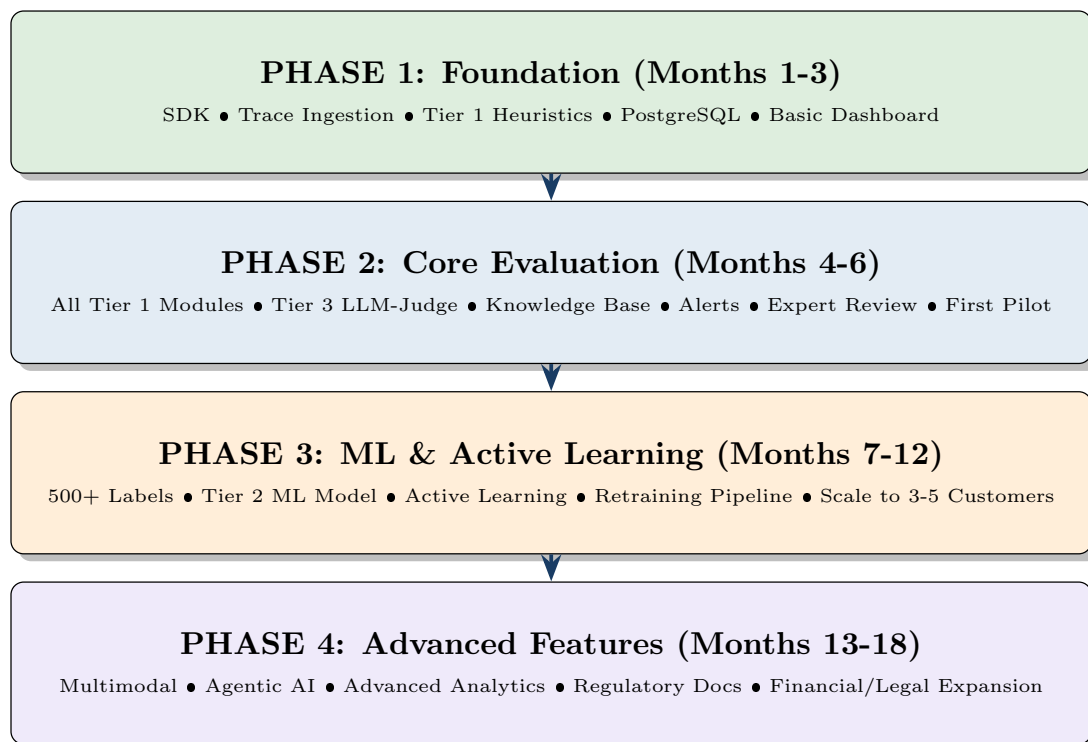 PHASE 1: Foundation (Months 1-3)
SDK • Trace Ingestion • Tier 1 Heuristics • PostgreSQL • Basic Dashboard
PHASE 2: Core Evaluation (Months 4-6)
All Tier 1 Modules • Tier 3 LLM-Judge • Knowledge Base • Alerts • Expert Review • First Pilot
PHASE 3: ML & Active Learning (Months 7-12)
500+ Labels • Tier 2 ML Model • Active Learning • Retraining Pipeline • Scale to 3-5 Customers
PHASE 4: Advanced Features (Months 13-18)
Multimodal • Agentic AI • Advanced Analytics • Regulatory Docs • Financial/Legal Expansion